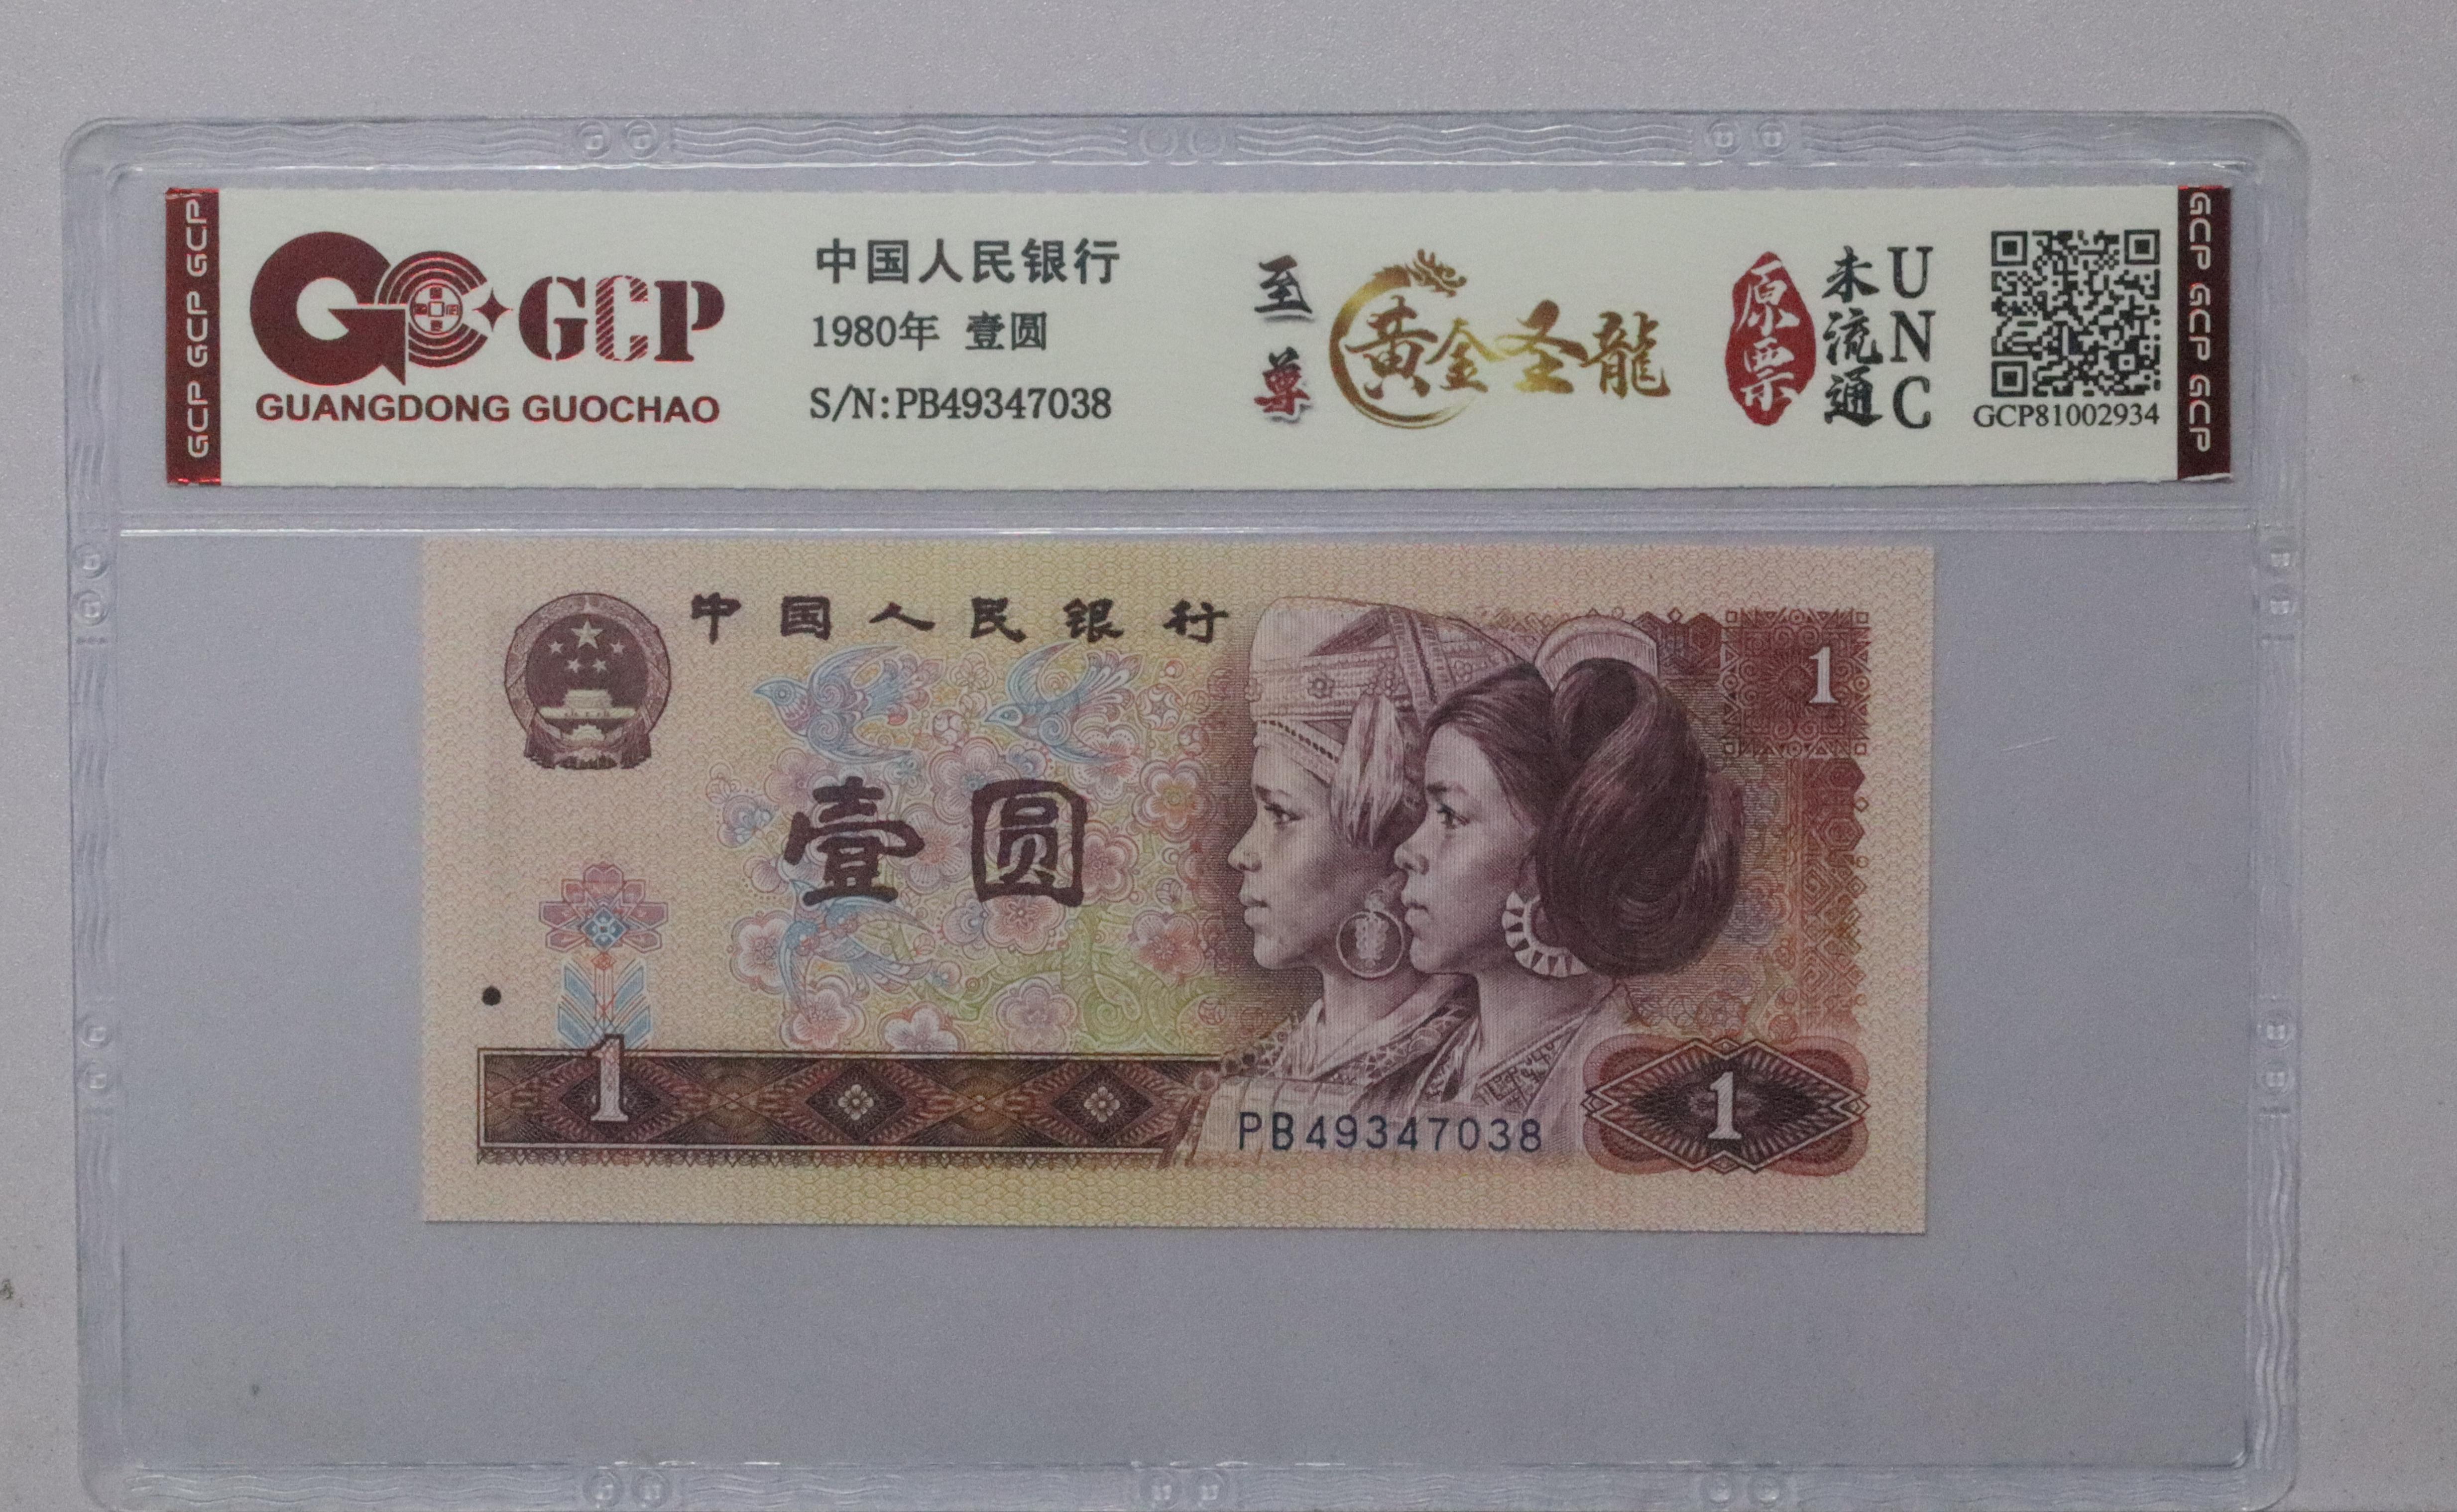 GCP GCP GCP
GCP
GUANGDONG GUOCHAO
中国人民银行
1980年 壹圆
S/N:PB49347038
至尊
黄金圣龍
原票
未流通
UNC
GCP81002934
GCP GCP GCP
中国人民银行
1
壹圆
1
PB49347038
1